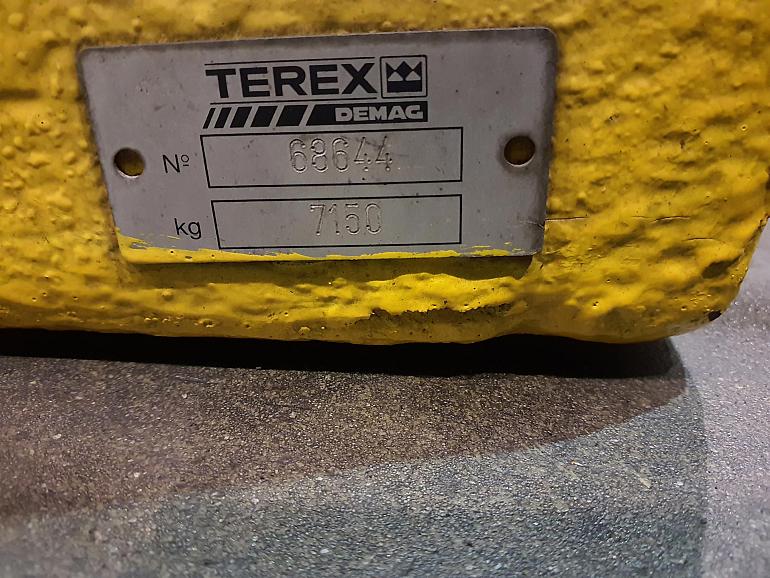 TEREX
DEMAG
Nº 68644
kg 7150